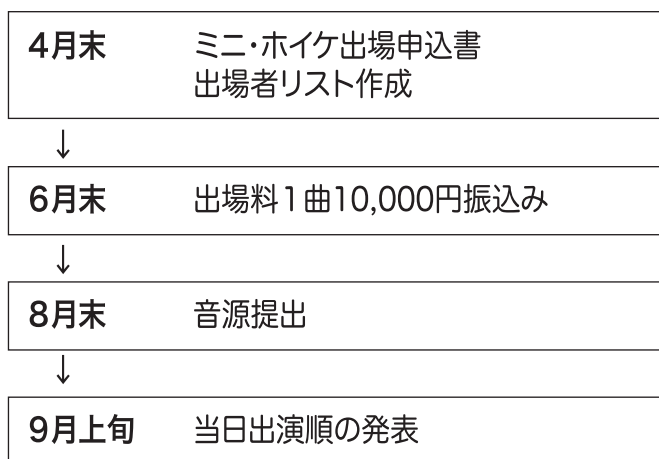 4月末 ミニ・ホイケ出場申込書
出場者リスト作成
↓
6月末 出場料1曲10,000円振込み
↓
8月末 音源提出
↓
9月上旬 当日出演順の発表